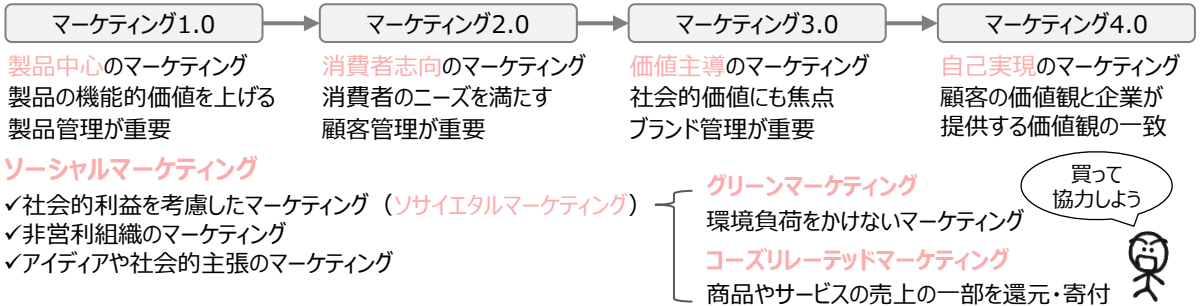 マーケティング1.0
マーケティング2.0
マーケティング3.0
マーケティング4.0
製品中心のマーケティング
製品の機能的価値を上げる
製品管理が重要
消費者志向のマーケティング
消費者のニーズを満たす
顧客管理が重要
価値主導のマーケティング
社会的価値にも焦点
ブランド管理が重要
自己実現のマーケティング
顧客の価値観と企業が
提供する価値観の一致
ソーシャルマーケティング
✓社会的利益を考慮したマーケティング（ソサイエタルマーケティング）
✓非営利組織のマーケティング
✓アイディアや社会的主張のマーケティング
グリーンマーケティング
環境負荷をかけないマーケティング
コーズリレーテッドマーケティング
商品やサービスの売上の一部を還元・寄付
買って
協力しよう